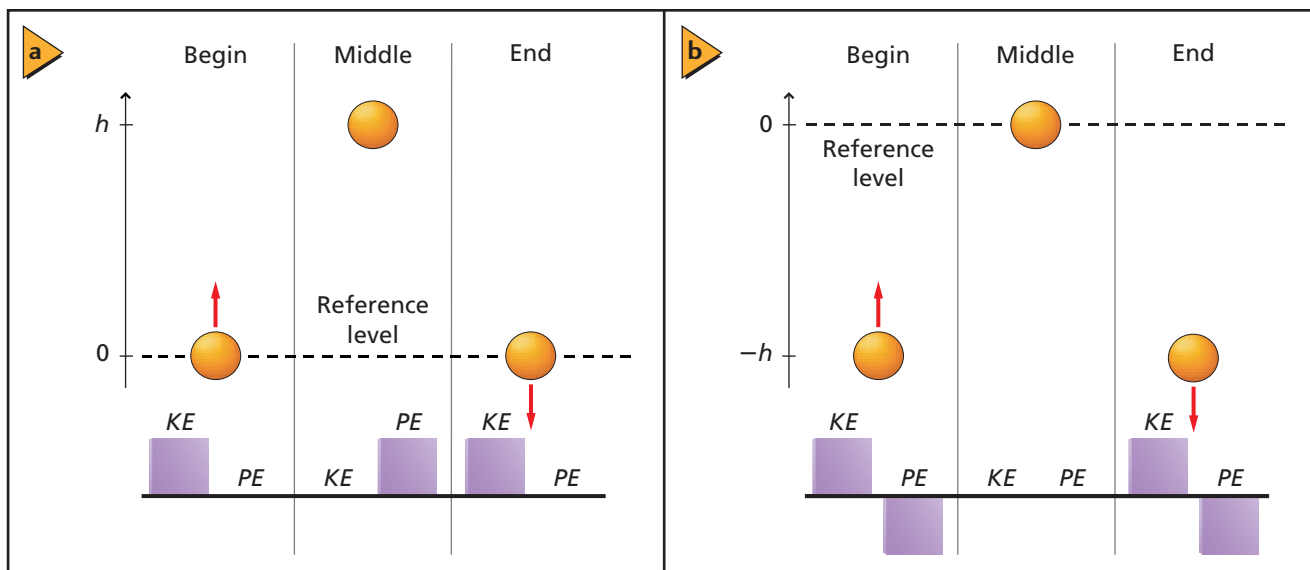 a
Begin Middle End
h
Reference
level
0
KE PE KE
PE KE PE
b
Begin Middle End
0
Reference
level
−h
KE KE
PE KE PE PE